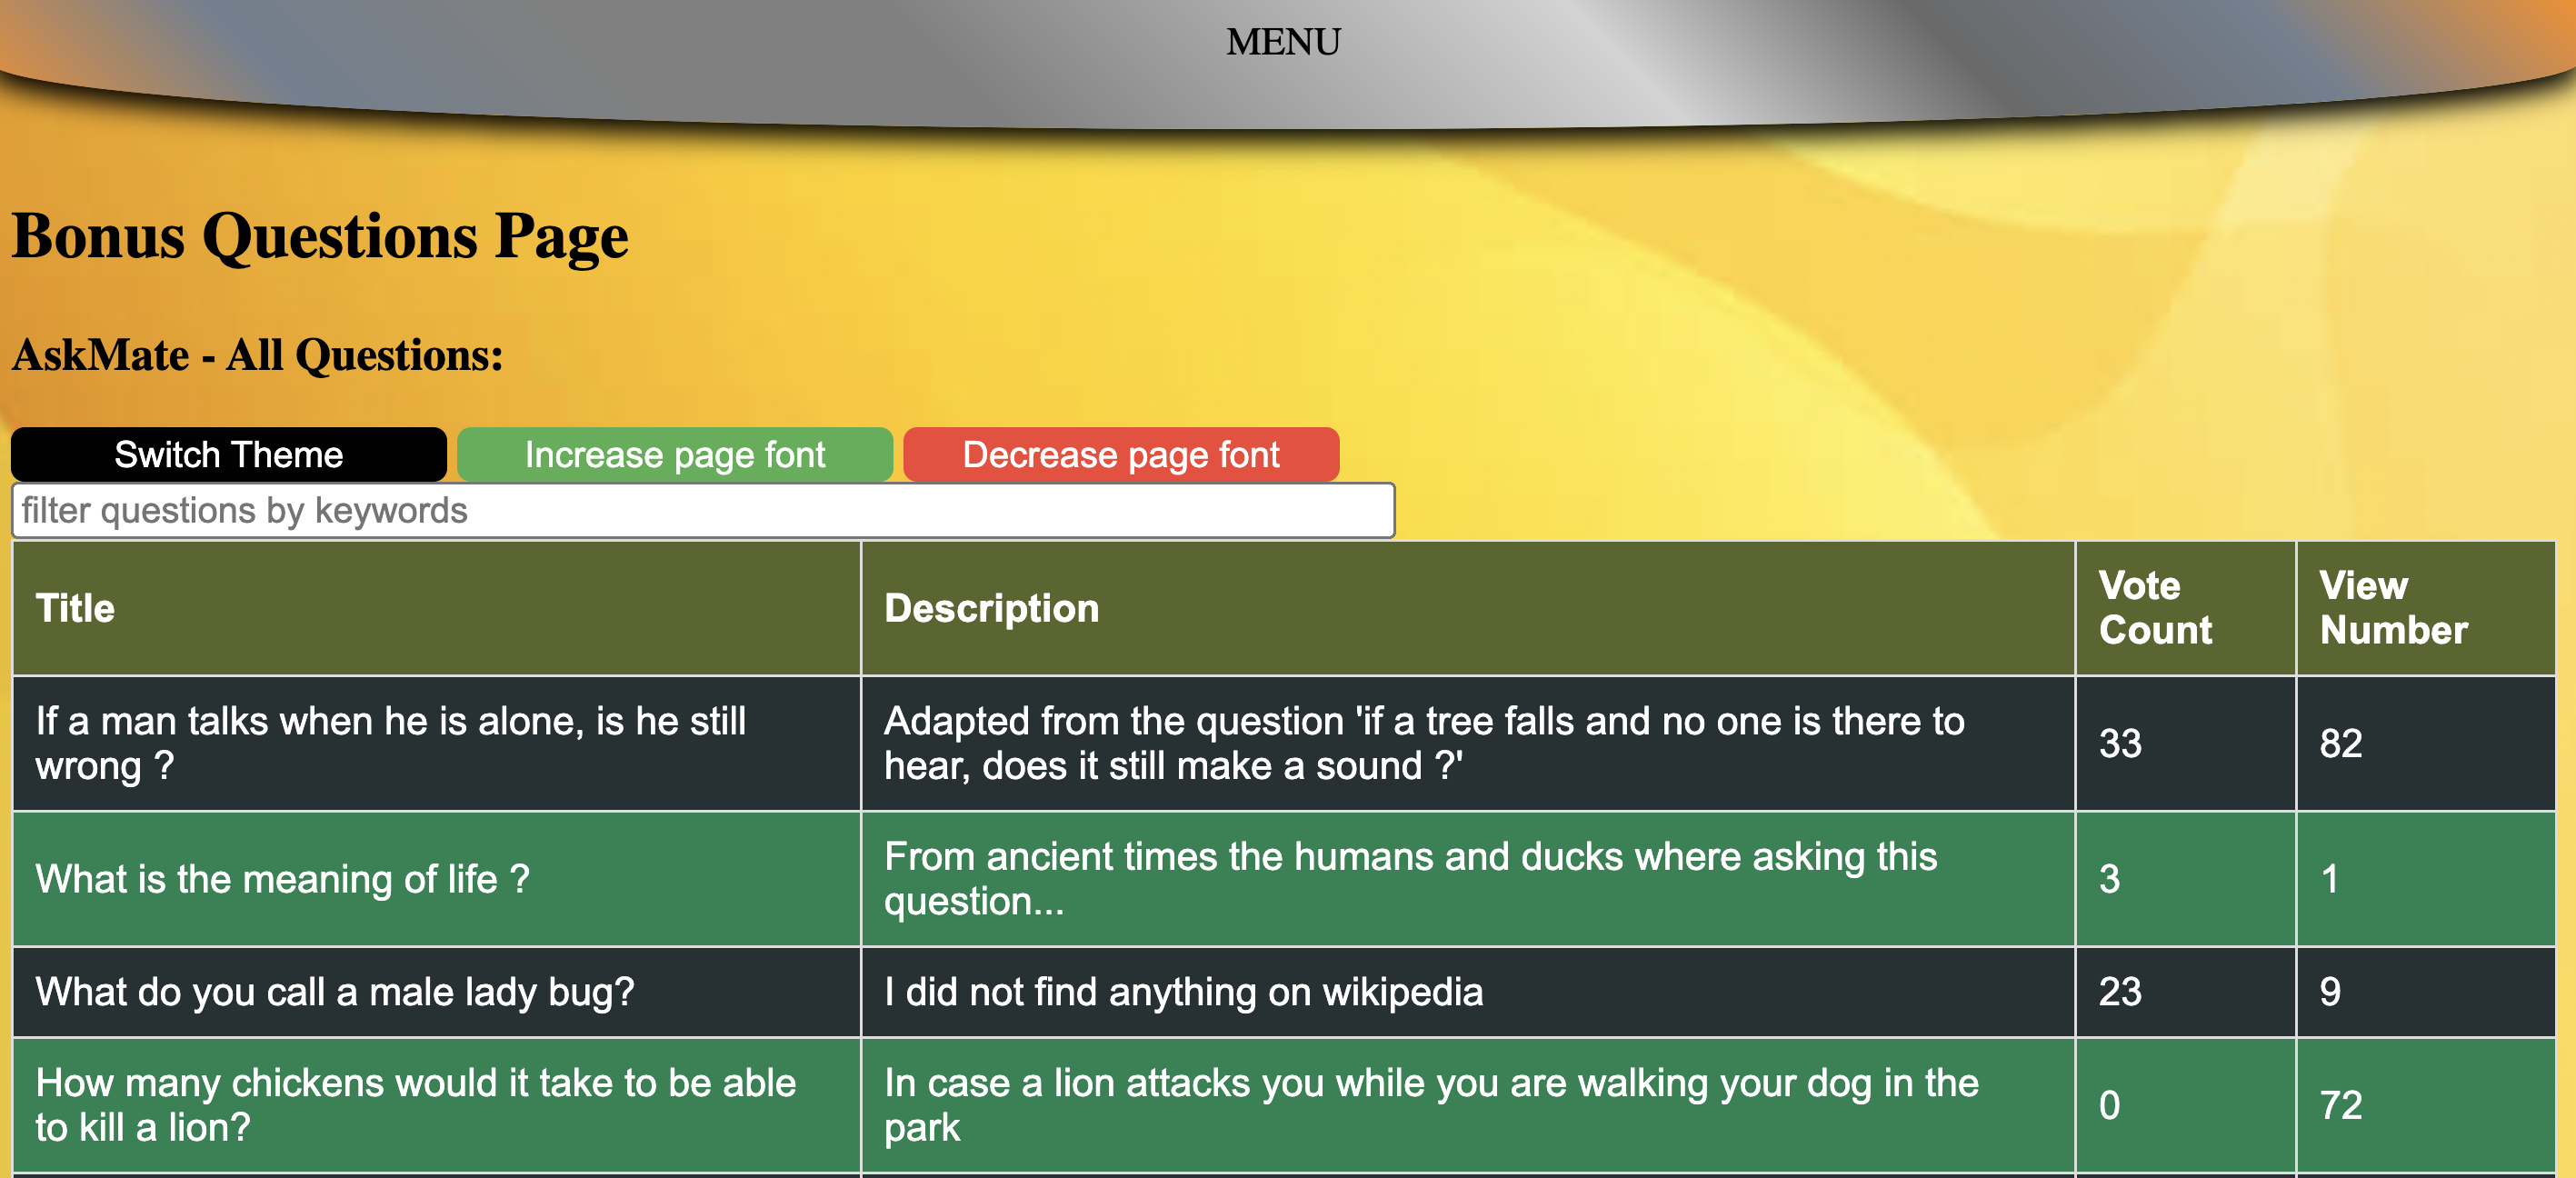 MENU
Bonus Questions Page
AskMate - All Questions:
Switch Theme Increase page font Decrease page font
filter questions by keywords
Title Description Vote Count View Number
If a man talks when he is alone, is he still
wrong ?
Adapted from the question 'if a tree falls and no one is there to
hear, does it still make a sound ?'
33
82
What is the meaning of life ?
From ancient times the humans and ducks where asking this
question...
3
1
What do you call a male lady bug?
I did not find anything on wikipedia
23
9
How many chickens would it take to be able
to kill a lion?
In case a lion attacks you while you are walking your dog in the
park
0
72